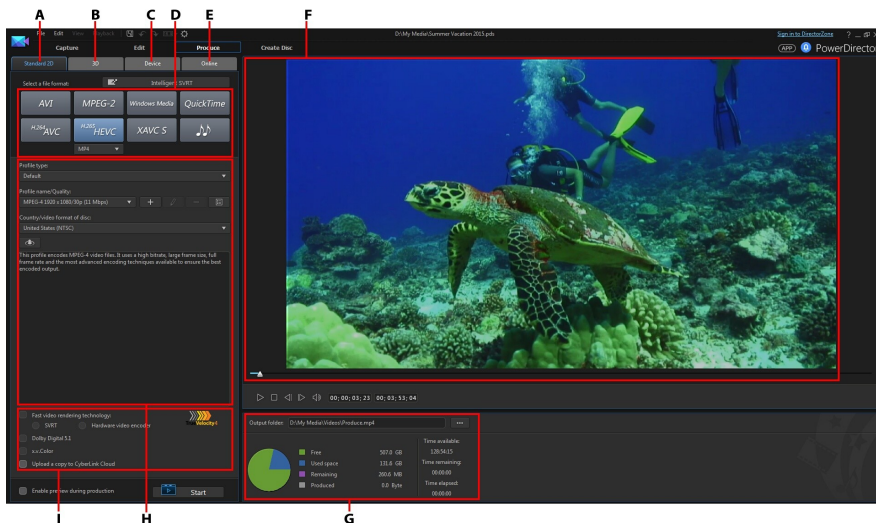 A
B
C
D
E
F
File Edit View Playback
D:\My Media\Summer Vacation 2015.pds
Sign in to DirectorZone ?
Capture
Edit
Produce
Create Disc
APP
PowerDirecto
Standard 2D
3D
Device
Online
Select a file format:
Intelligent SVRT
AVI
MPEG-2
Windows Media
QuickTime
H.264 AVC
H.265 HEVC
XAVC S
MP4
Profile type:
Default
Profile name/Quality:
MPEG-4 1920 x 1080/30p (11 Mbps)
Country/video format of disc:
United States (NTSC)
This profile encodes MPEG-4 video files. It uses a high bitrate, large
frame size, full
frame rate and the most advanced encoding techniques available to ensure the best
encoded output.
00; 00; 03; 23 00; 03; 53; 04
Fast video rendering technology:
SVRT
Hardware video encoder
True Velocity 4
Dolby Digital 5.1
x.v.Color
Upload a copy to CyberLink Cloud
Enable preview during production
Start
Output folder: D:\My Media\Videos\Produce.mp4
Free 507.0 GB
Used space 131.8 GB
Remaining 260.6 MB
Produced 0.0 Byte
Time available:
128:54:15
Time remaining:
00:00:00
Time elapsed:
00:00:00
I
H
G